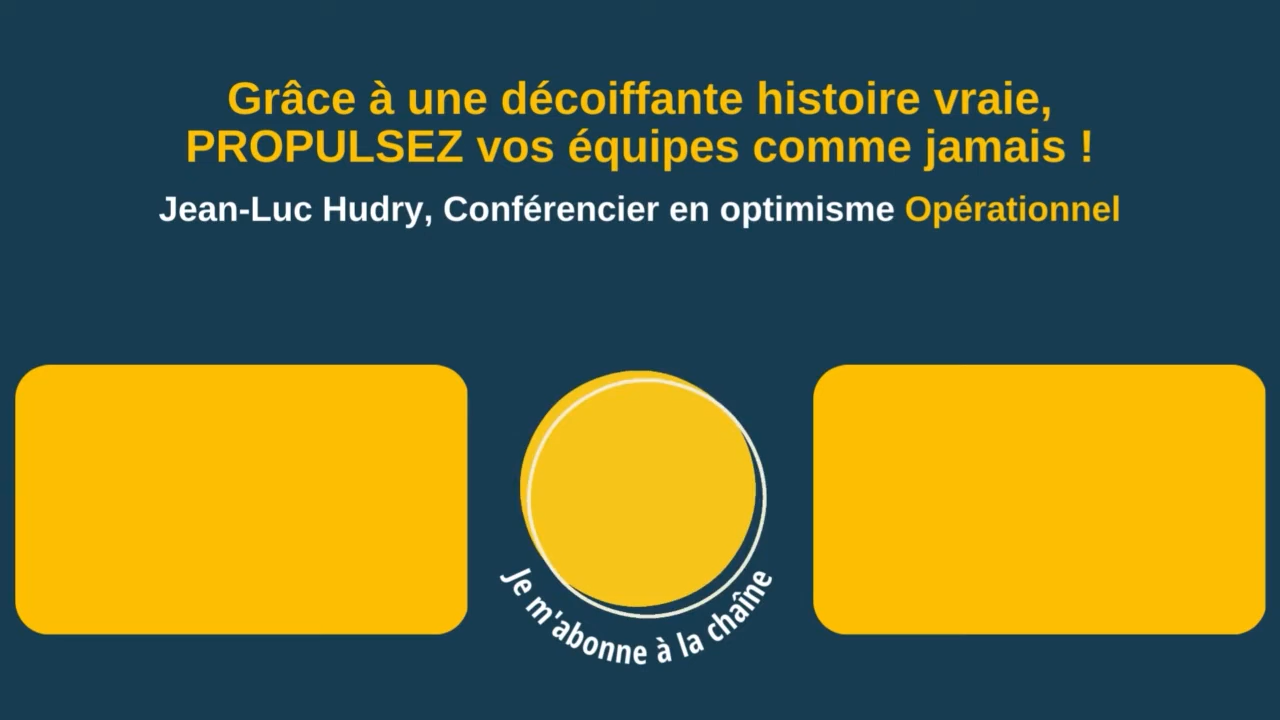 Grâce à une décoiffante histoire vraie,
PROPULSEZ vos équipes comme jamais !
Jean-Luc Hudry, Conférencier en optimisme Opérationnel
Je m'abonne à la chaîne